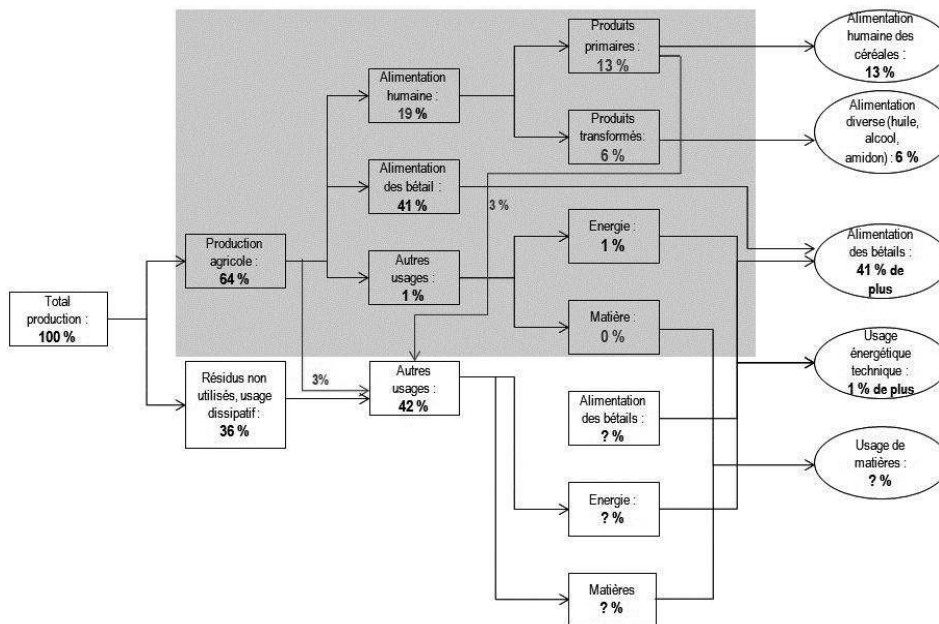 Produits
primaires :
13 %
Alimentation
humaine des
céréales :
13 %
Alimentation
humaine :
19 %
Produits
transformés:
6 %
Alimentation
diverse (huile,
alcool,
amidon) : 6 %
Alimentation
des bétail :
41 %
3 %
Energie :
1 %
Production
agricole :
64 %
Autres
usages :
1 %
Alimentation
des bétails :
41 % de
plus
Total
production :
100 %
Matière :
0 %
Usage
énergétique
technique :
1 % de plus
Résidus non
utilisés, usage
dissipatif :
36 %
3%
Autres
usages :
42 %
Alimentation
des bétails :
? %
Usage de
matières :
? %
Energie :
? %
Matières
? %